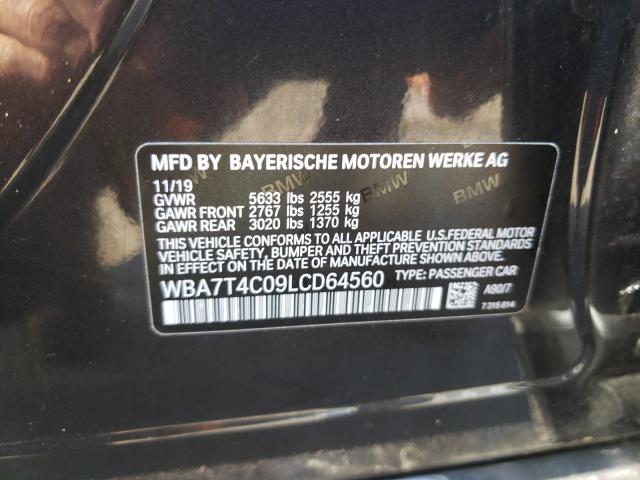 MFD BY BAYERISCHE MOTOREN WERKE AG
11/19
GVWR 5633 lbs 2555 kg
GAWR FRONT 2767 lbs 1255 kg
GAWR REAR 3020 lbs 1370 kg
THIS VEHICLE CONFORMS TO ALL APPLICABLE U.S.FEDERAL MOTOR
VEHICLE SAFETY, BUMPER AND THEFT PREVENTION STANDARDS
IN EFFECT ON THE DATE OF MANUFACTURE SHOWN ABOVE.
WBA7T4C09LCD64560 TYPE: PASSENGER CAR
A90/7
7 315 614
BMW
BMW
BMW